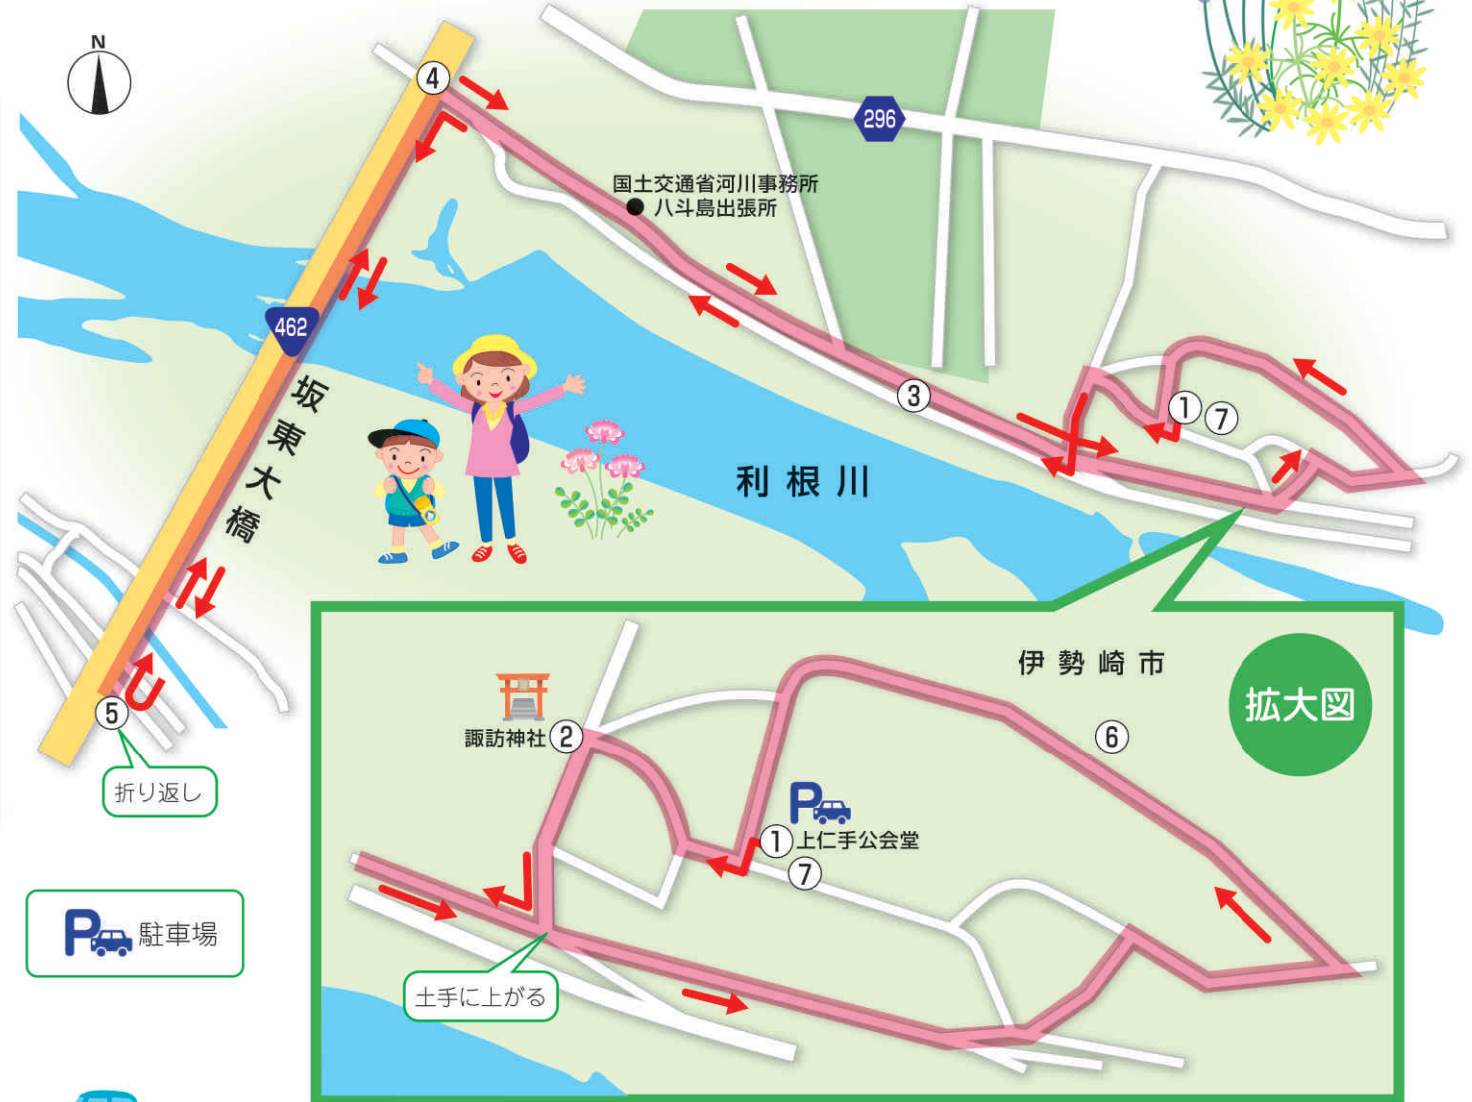 N
④
296
国土交通省河川事務所
八斗島出張所
462
坂東大橋
③
① ⑦
利根川
⑤
折り返し
伊勢崎市
拡大図
諏訪神社 ②
⑥
P
① 上仁手公会堂
⑦
P 駐車場
土手に上がる